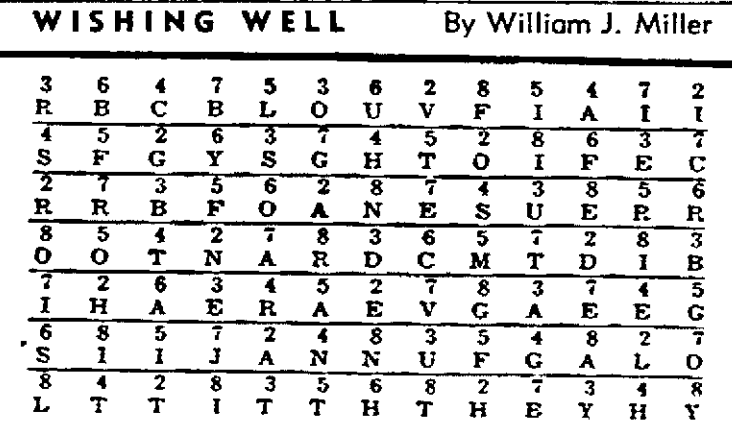 WISHING WELL By William J. Miller
3 6 4 7 5 3 6 2 8 5 4 7 2
R B C B L O U V F I A I I
4 5 2 6 3 7 4 5 2 8 6 3 7
S F G Y S G H T O I F E C
2 7 3 5 6 2 8 7 4 3 8 5 6
R R B F O A N E S U E R R
8 5 4 2 7 8 3 6 5 7 2 8 3
O O T N A R D C M T D I B
7 2 6 3 4 5 2 7 8 3 7 4 5
I H A E R A E V G A E E G
6 8 5 7 2 4 8 3 5 4 8 2 7
S I I J A N N U F G A L O
8 4 2 8 3 5 6 8 2 7 3 4 8
L T T I T T H T H E Y H Y